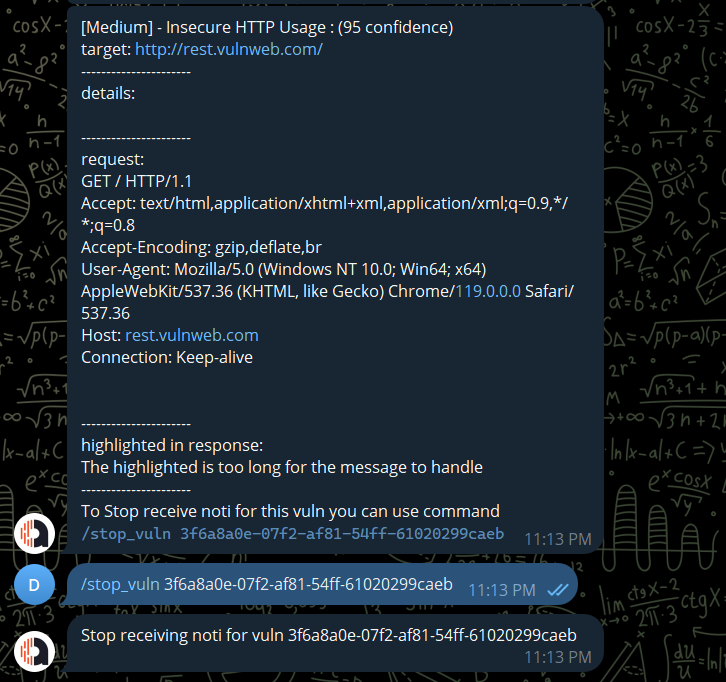 [Medium] - Insecure HTTP Usage : (95 confidence)
target: http://rest.vulnweb.com/
----------------------
details:
----------------------
request:
GET / HTTP/1.1
Accept: text/html,application/xhtml+xml,application/xml;q=0.9,*/
*;q=0.8
Accept-Encoding: gzip,deflate,br
User-Agent: Mozilla/5.0 (Windows NT 10.0; Win64; x64)
AppleWebKit/537.36 (KHTML, like Gecko) Chrome/119.0.0.0 Safari/
537.36
Host: rest.vulnweb.com
Connection: Keep-alive
----------------------
highlighted in response:
The highlighted is too long for the message to handle
----------------------
To Stop receive noti for this vuln you can use command
/stop_vuln 3f6a8a0e-07f2-af81-54ff-61020299caeb
11:13 PM
D
/stop_vuln 3f6a8a0e-07f2-af81-54ff-61020299caeb
11:13 PM
Stop receiving noti for vuln 3f6a8a0e-07f2-af81-54ff-61020299caeb
11:13 PM